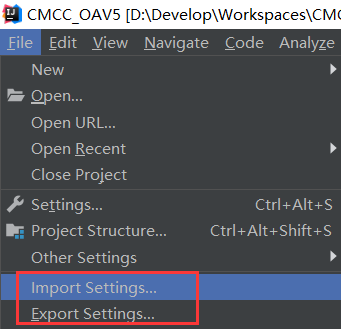 CMCC_OAV5 [D:\Develop\Workspaces\CMC
File Edit View Navigate Code Analyze
New
Open...
Open URL...
Open Recent
Close Project
Settings... Ctrl+Alt+S
Project Structure... Ctrl+Alt+Shift+S
Other Settings
Import Settings...
Export Settings...